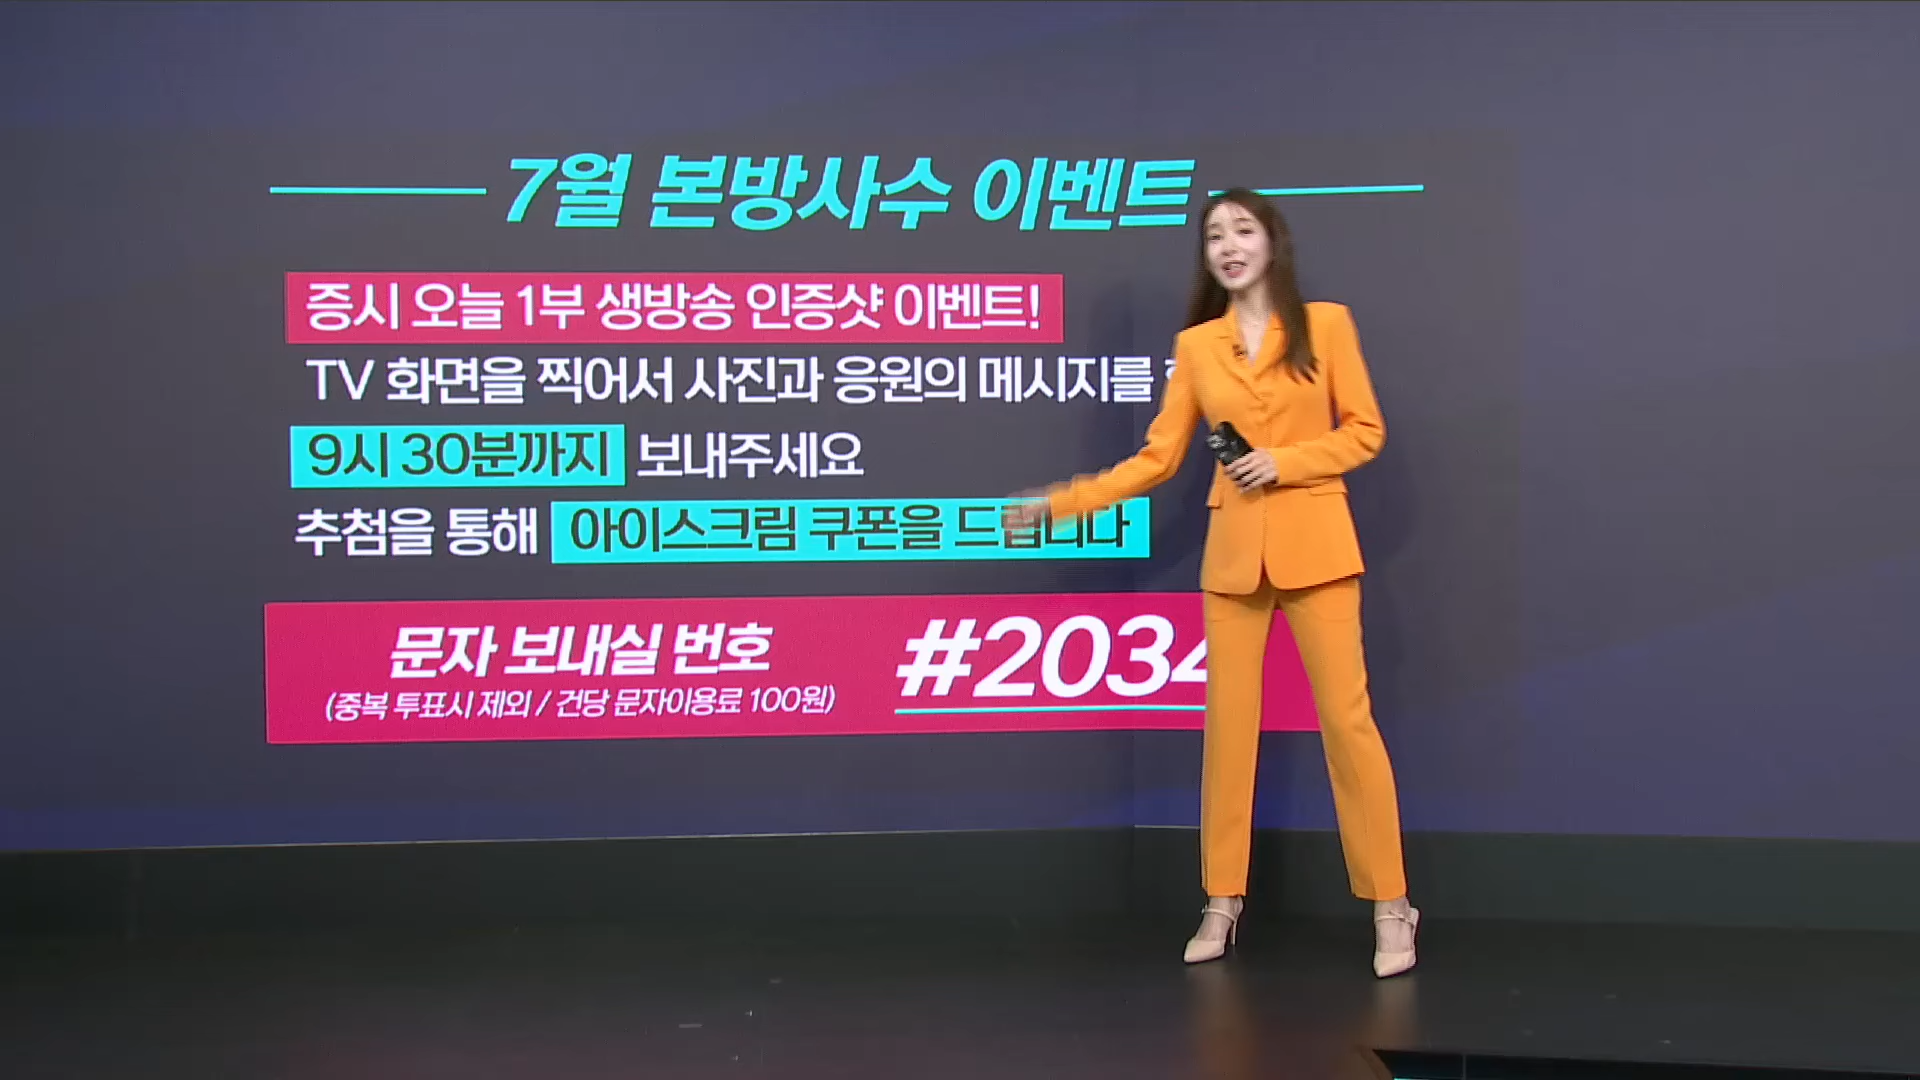 7월 본방사수 이벤트
증시 오늘 1부 생방송 인증샷 이벤트!
TV 화면을 찍어서 사진과 응원의 메시지를
9시 30분까지 보내주세요
추첨을 통해 아이스크림 쿠폰을 드립니다
문자 보내실 번호
(중복 투표시 제외 / 건당 문자이용료 100원)
#2034